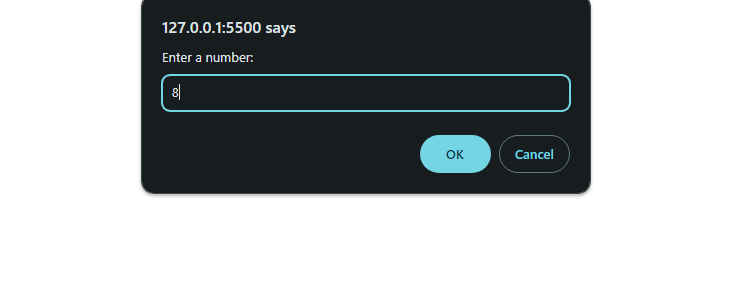 127.0.0.1:5500 says
Enter a number:
8
OK
Cancel